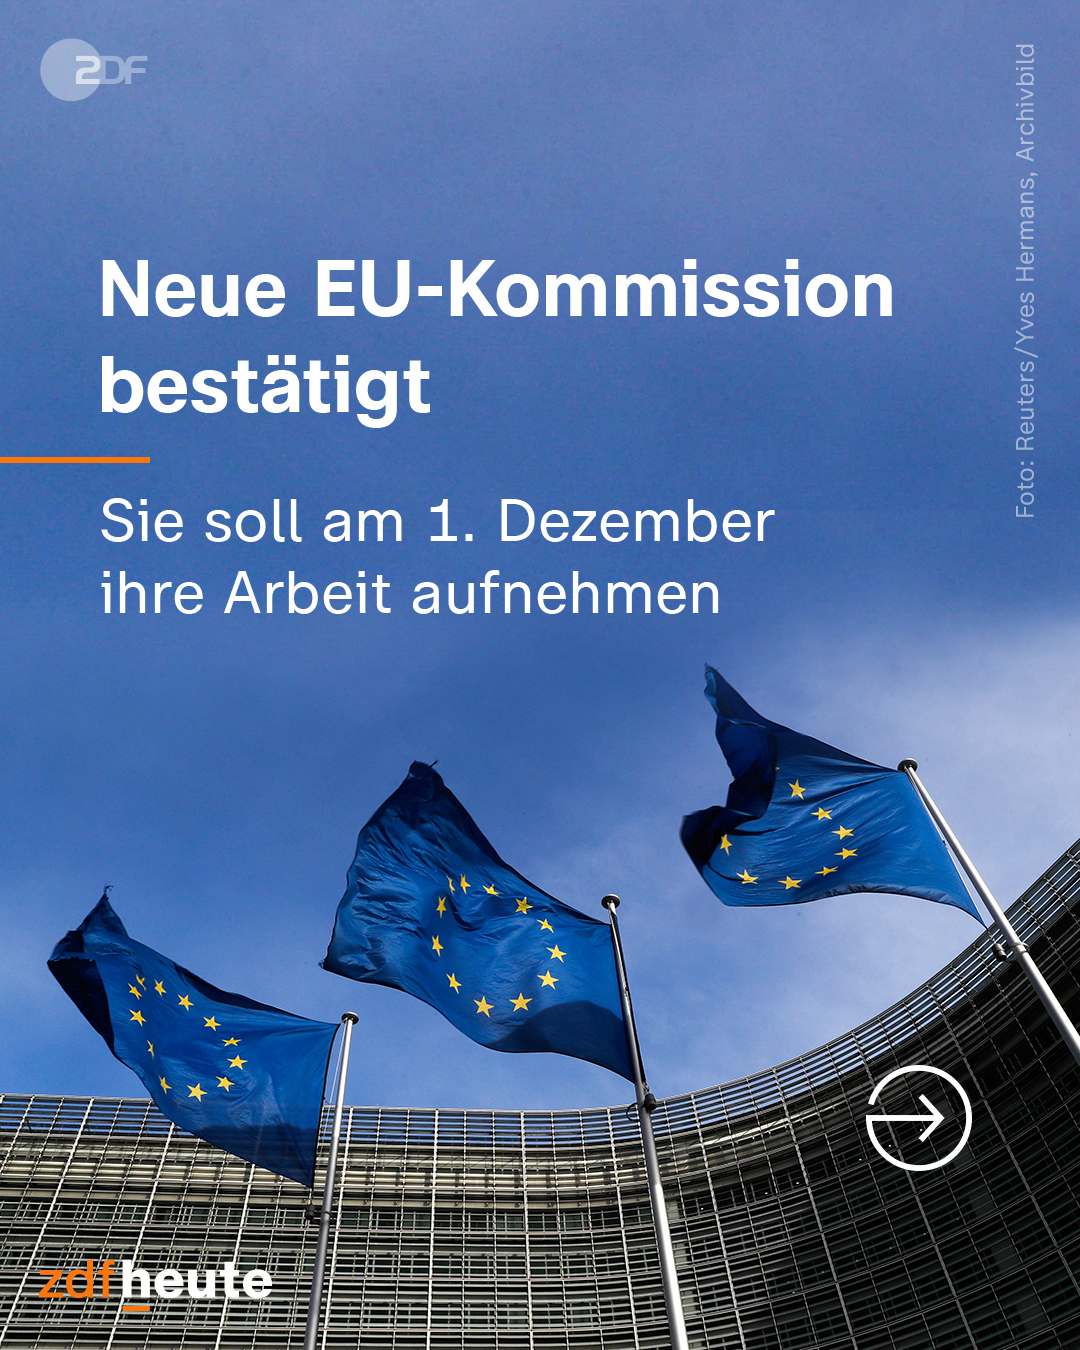 ZDF
Foto: Reuters/Yves Hermans, Archivbild
Neue EU-Kommission
bestätigt
Sie soll am 1. Dezember
ihre Arbeit aufnehmen
zdfheute